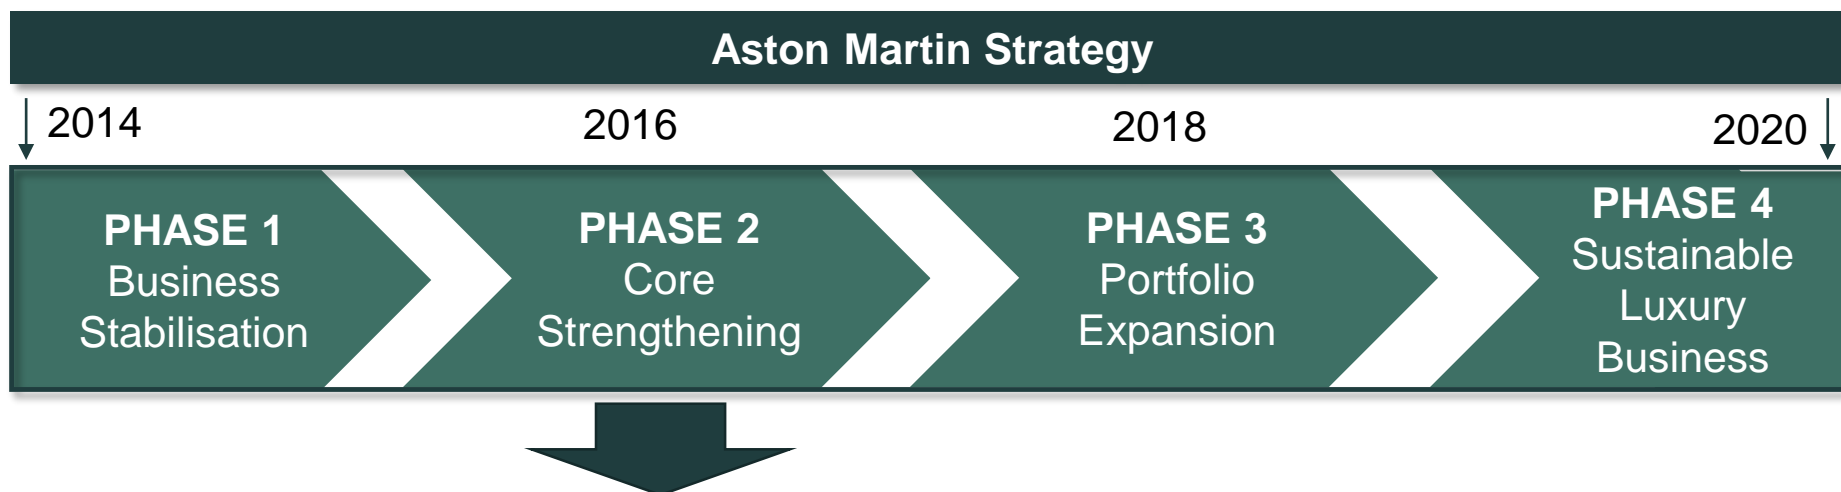 Aston Martin Strategy
2014
2016
2018
2020
PHASE 1
Business
Stabilisation
PHASE 2
Core
Strengthening
PHASE 3
Portfolio
Expansion
PHASE 4
Sustainable
Luxury
Business